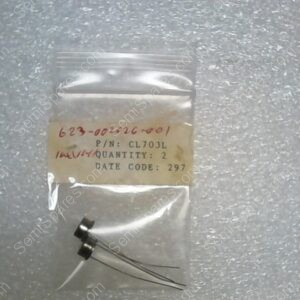 623-002026-001
P/N: CL703L
QUANTITY: 2
DATE CODE: 297